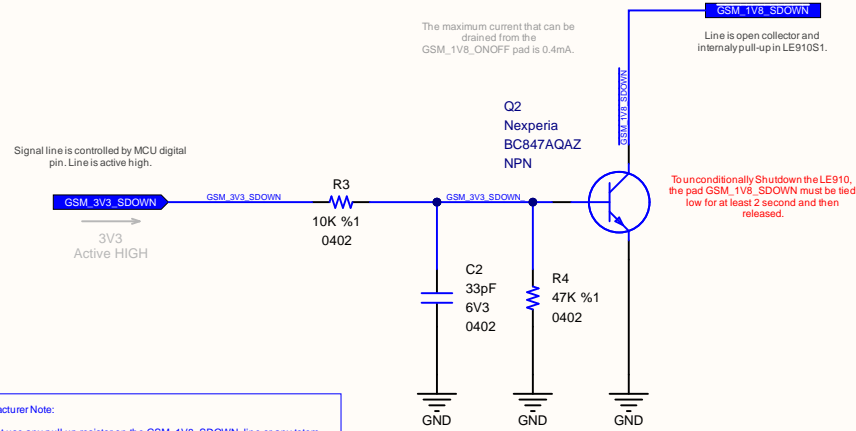 GSM_1V8_SDOWN
The maximum current that can be
drained from the
GSM_1V8_ONOFF pad is 0.4mA.
Line is open collector and
internaly pull-up in LE910S1.
GSM_1V8_SDOWN
Q2
Nexperia
BC847AQAZ
NPN
Signal line is controlled by MCU digital
pin. Line is active high.
To unconditionally Shutdown the LE910,
the pad GSM_1V8_SDOWN must be tied
low for at least 2 second and then
released.
R3
GSM_3V3_SDOWN
GSM_3V3_SDOWN
GSM_3V3_SDOWN
10K %1
0402
3V3
Active HIGH
C2
33pF
6V3
0402
R4
47K %1
0402
acturer Note:
GND
GND
GND